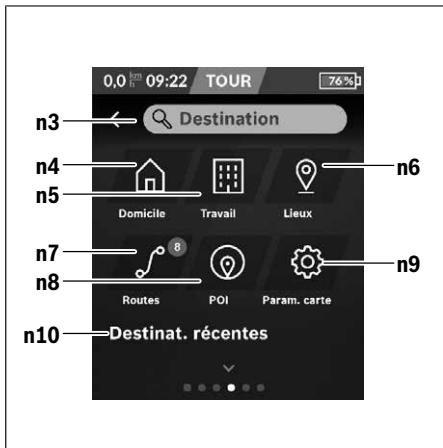 0,0 km/h 09:22 TOUR 76%
n3 Destination
n4
n5
n6
Domicile Travail Lieux
n7 8
n8
n9
Routes POI Param. carte
n10 Destinat. récentes